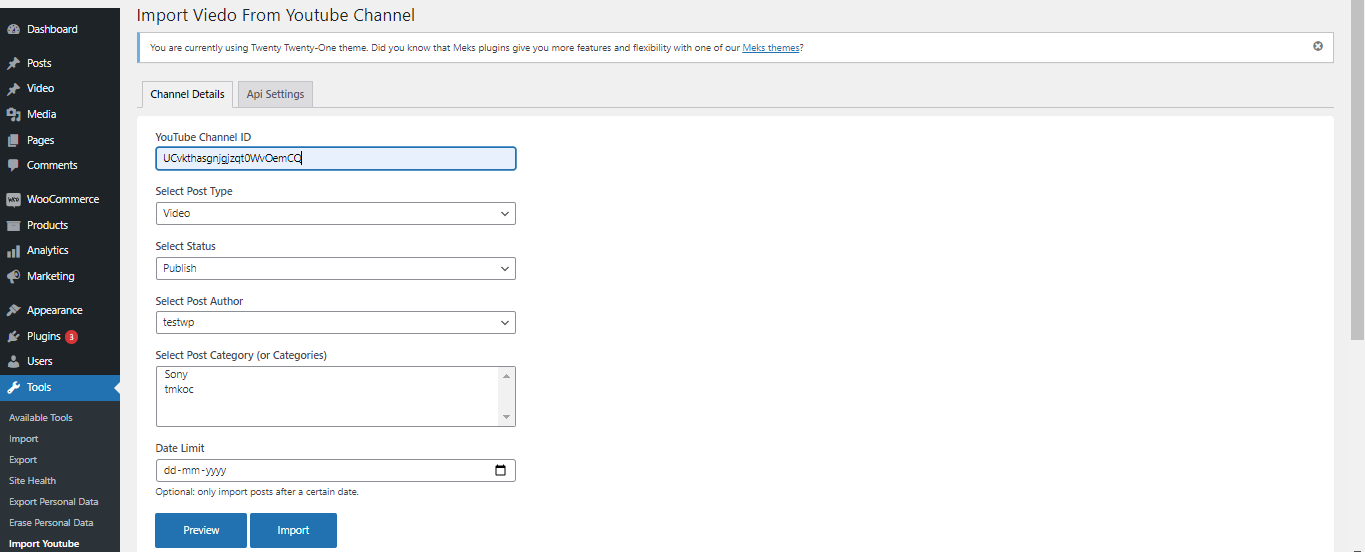 Import Viedo From Youtube Channel
You are currently using Twenty Twenty-One theme. Did you know that Meks plugins give you more features and flexibility with one of our Meks themes?
Dashboard
Posts
Video
Media
Pages
Comments
WooCommerce
Products
Analytics
Marketing
Appearance
Plugins 3
Users
Tools
Available Tools
Import
Export
Site Health
Export Personal Data
Erase Personal Data
Import Youtube
Channel Details
Api Settings
YouTube Channel ID
UCvkthasgnjgjzqt0WvOemCQ
Select Post Type
Video
Select Status
Publish
Select Post Author
testwp
Select Post Category (or Categories)
Sony
tmkoc
Date Limit
dd-mm-yyyy
Optional: only import posts after a certain date.
Preview
Import